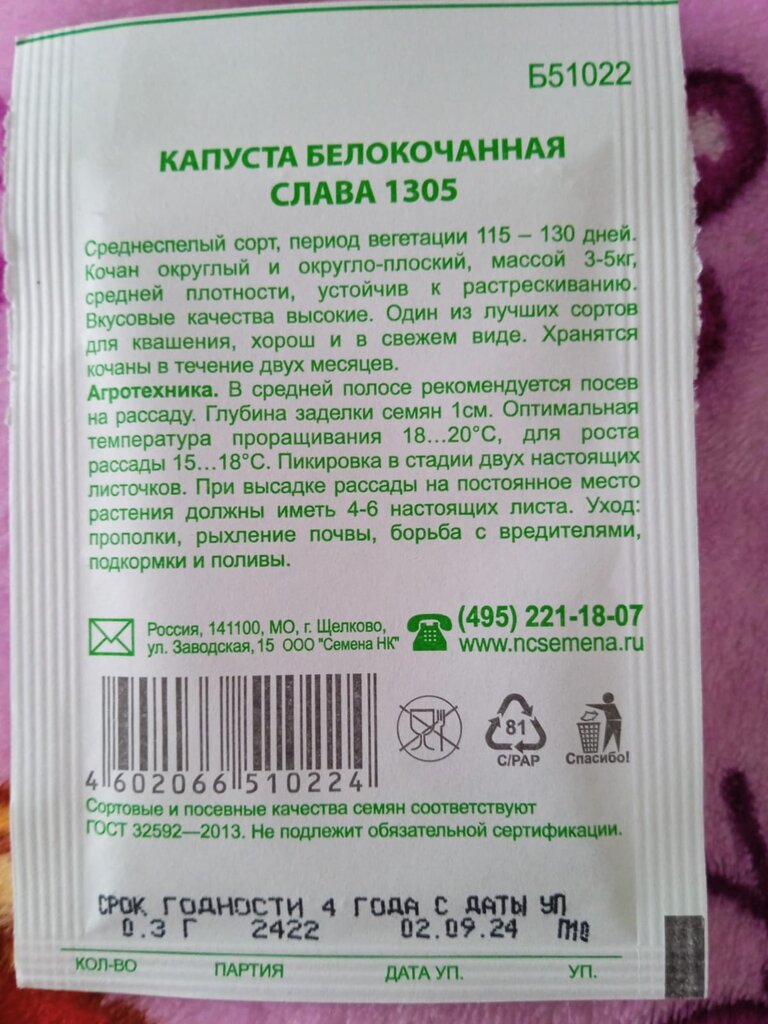 Б51022
КАПУСТА БЕЛОКОЧАННАЯ
СЛАВА 1305
Среднеспелый сорт, период вегетации 115 – 130 дней.
Кочан округлый и округло-плоский, массой 3-5кг,
средней плотности, устойчив к растрескиванию.
Вкусовые качества высокие. Один из лучших сортов
для квашения, хорош и в свежем виде. Хранятся
кочаны в течение двух месяцев.
Агротехника. В средней полосе рекомендуется посев
на рассаду. Глубина заделки семян 1см. Оптимальная
температура проращивания 18...20°С, для роста
рассады 15...18°С. Пикировка в стадии двух настоящих
листочков. При высадке рассады на постоянное место
растения должны иметь 4-6 настоящих листа. Уход:
прополки, рыхление почвы, борьба с вредителями,
подкормки и поливы.
Россия, 141100, МО, г. Щелково,
ул. Заводская, 15 ООО "Семена НК"
(495) 221-18-07
www.ncsemena.ru
4 602066 510224
81
C/PAP
Спасибо!
Сортовые и посевные качества семян соответствуют
ГОСТ 32592—2013. Не подлежит обязательной сертификации.
СРОК ГОДНОСТИ 4 ГОДА С ДАТЫ УП
0.3 Г 2422 02.09.24 П10
КОЛ-ВО ПАРТИЯ ДАТА УП. УП.